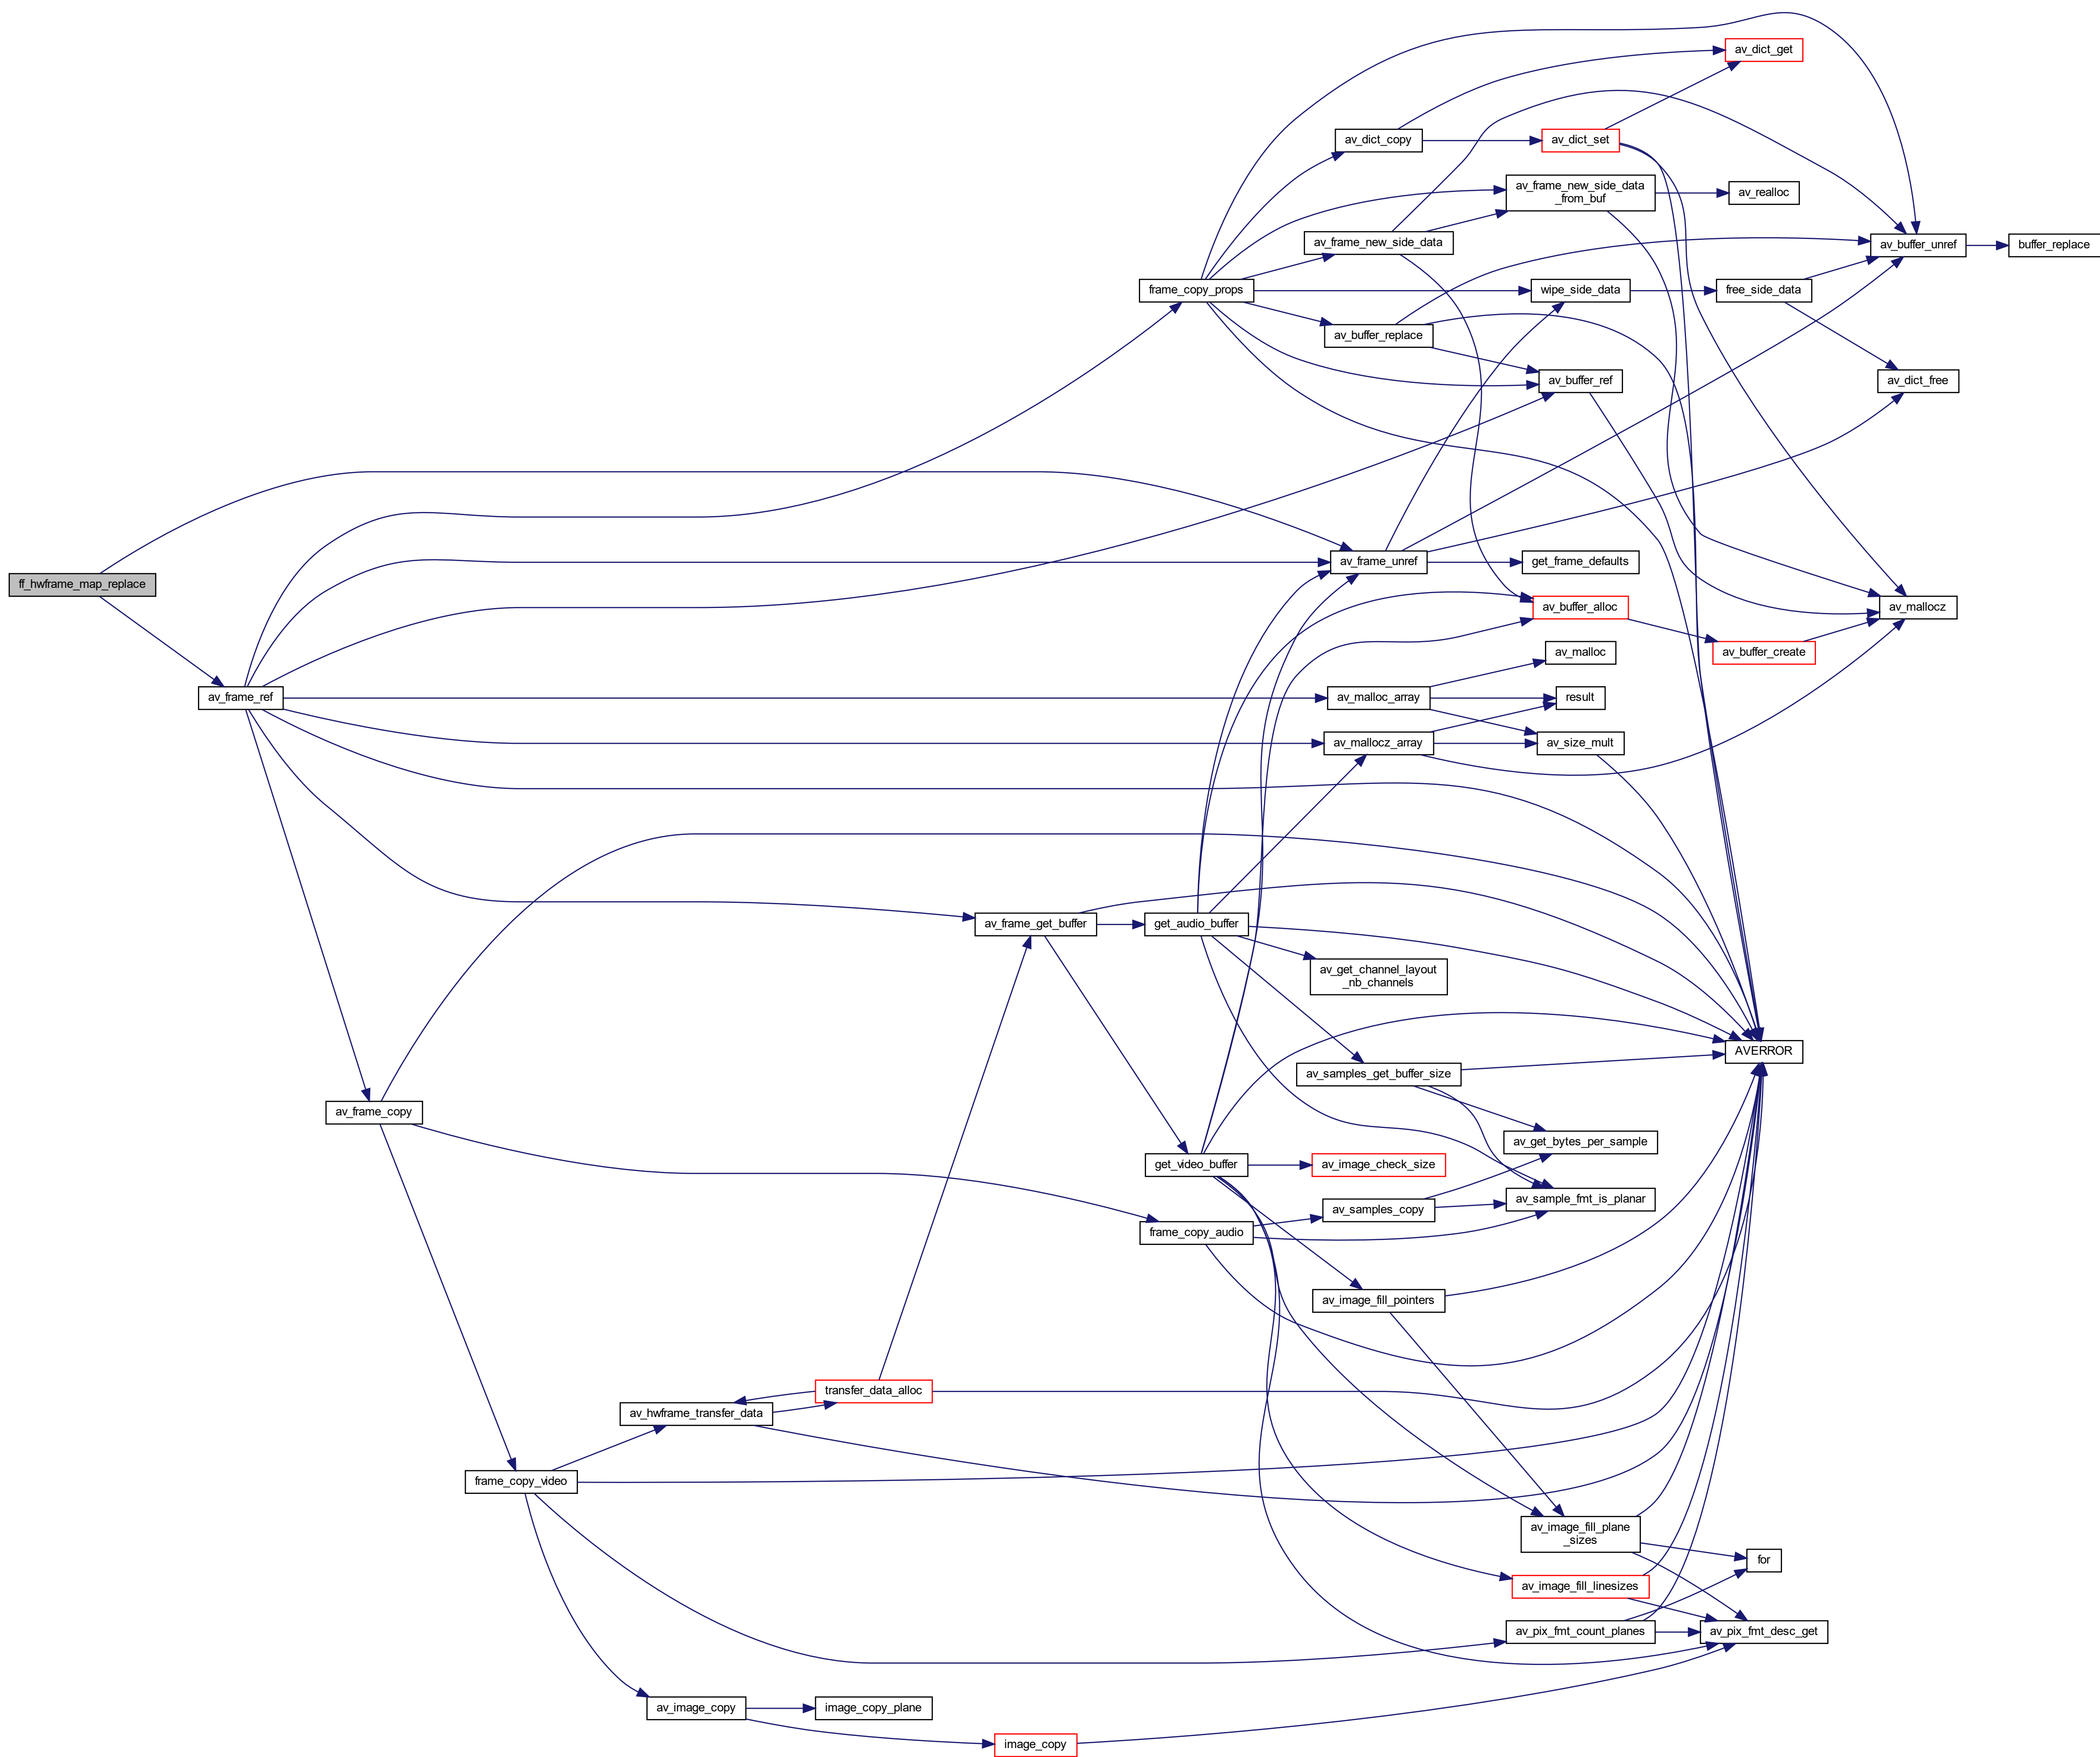 av_dict_get
av_dict_copy
av_dict_set
av_frame_new_side_data
_from_buf
av_realloc
av_frame_new_side_data
av_buffer_unref
buffer_replace
frame_copy_props
wipe_side_data
free_side_data
av_buffer_replace
av_buffer_ref
av_dict_free
ff_hwframe_map_replace
av_frame_unref
get_frame_defaults
av_buffer_alloc
av_mallocz
av_malloc
av_buffer_create
av_frame_ref
av_malloc_array
result
av_mallocz_array
av_size_mult
av_frame_get_buffer
get_audio_buffer
av_get_channel_layout
_nb_channels
AVERROR
av_samples_get_buffer_size
av_frame_copy
av_get_bytes_per_sample
get_video_buffer
av_image_check_size
av_sample_fmt_is_planar
av_samples_copy
frame_copy_audio
av_image_fill_pointers
transfer_data_alloc
av_hwframe_transfer_data
frame_copy_video
av_image_fill_plane
_sizes
for
av_image_fill_linesizes
av_pix_fmt_count_planes
av_pix_fmt_desc_get
av_image_copy
image_copy_plane
image_copy